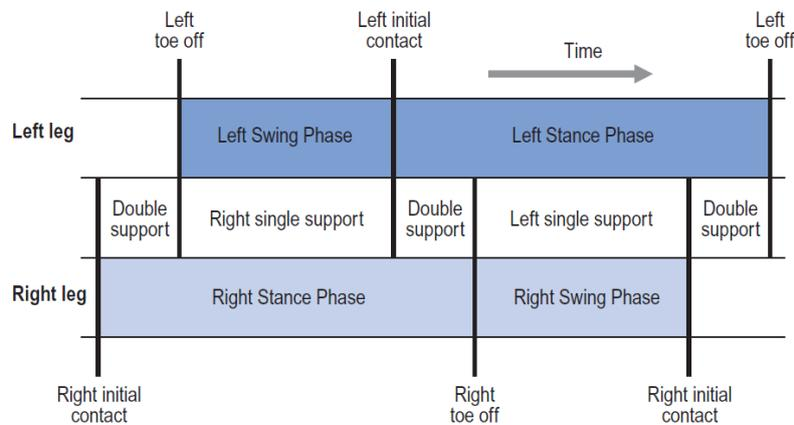 Left
toe off
Left initial
contact
Time
Left
toe off
Left leg
Left Swing Phase
Left Stance Phase
Double
support
Right single support
Double
support
Left single support
Double
support
Right leg
Right Stance Phase
Right Swing Phase
Right initial
contact
Right
toe off
Right initial
contact